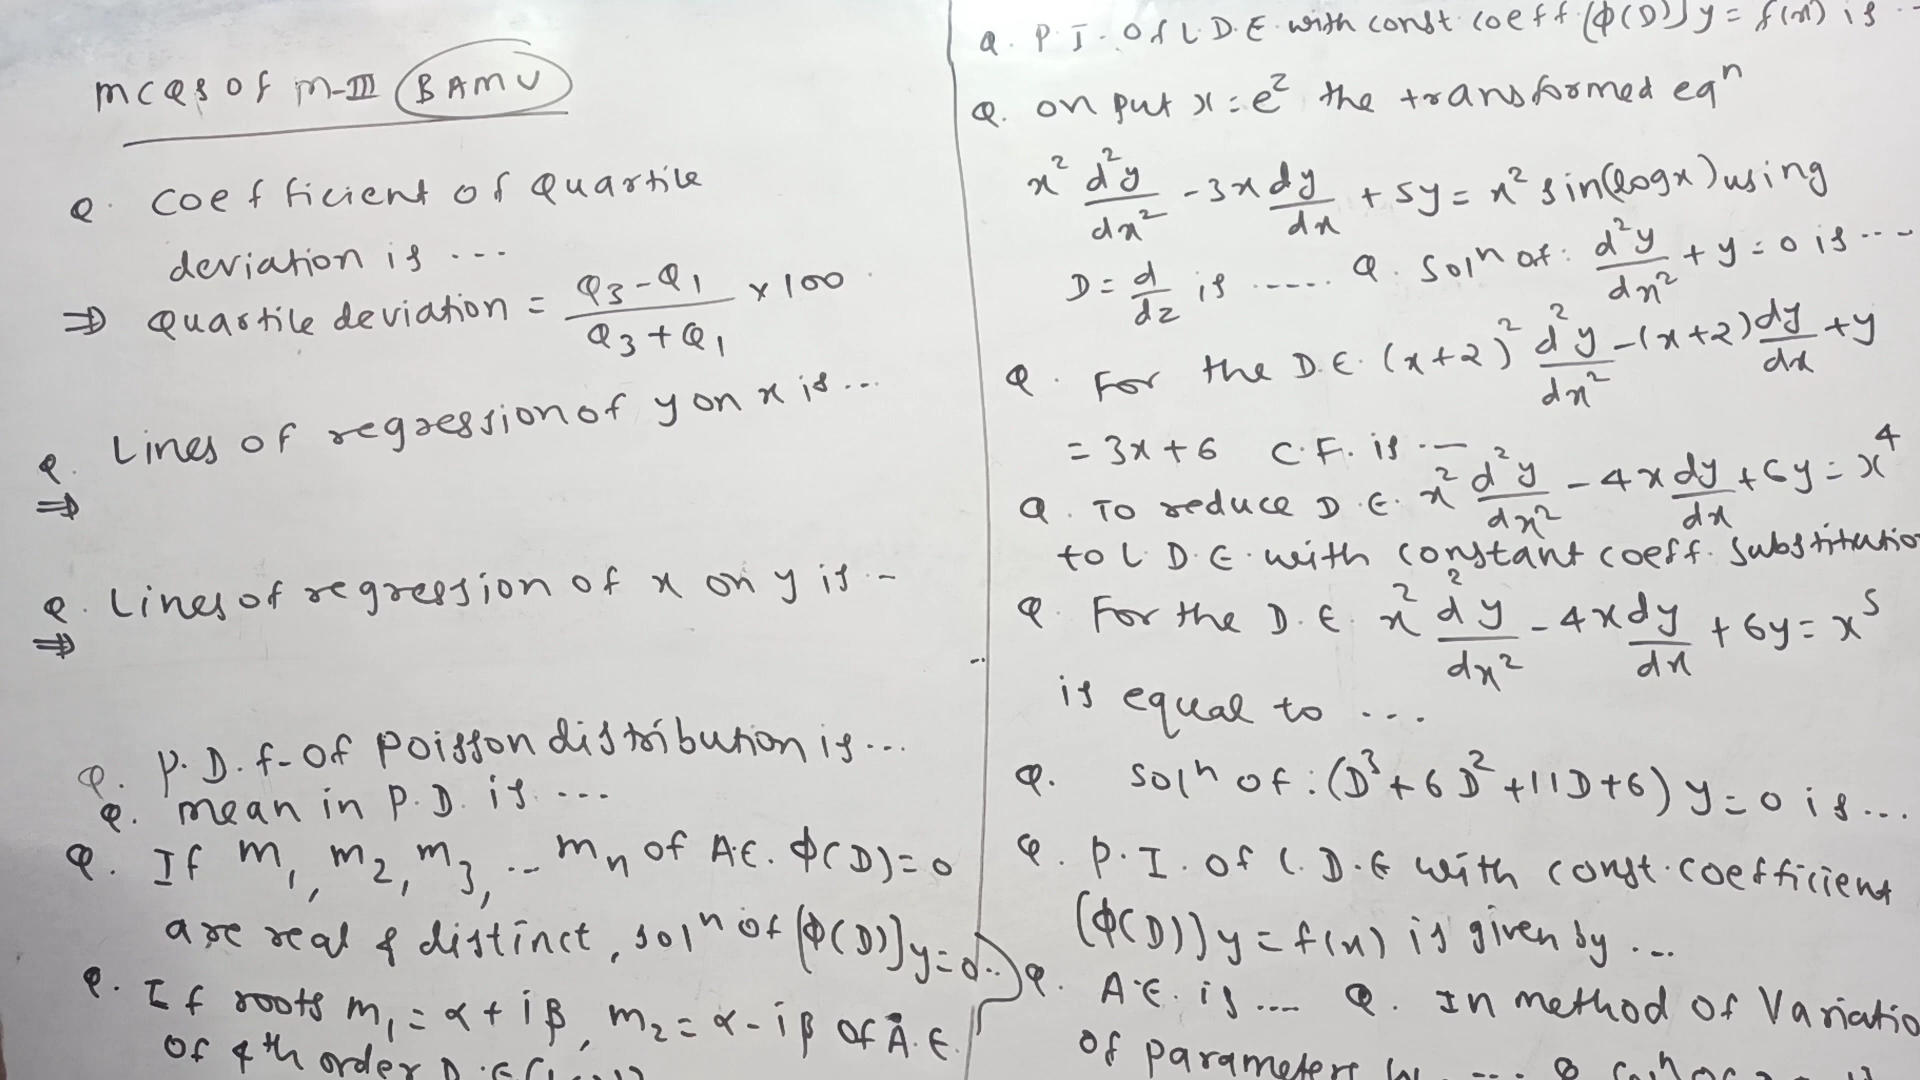 MCQs OF M-III BAMU
Q. Coefficient of Quartile
deviation is ...
⇒ Quartile deviation = Q3-Q1 / Q3+Q1 × 100
Q. Lines of regression of y on x is ...
⇒
Q. Lines of regression of x on y is --
⇒
Q. P.D.f- Of Poisson distribution is ...
Q. mean in P.D. is ...
Q. If m1, m2, m3, -- mn of A.E. φ(D)=0
are real & distinct, solⁿ of [φ(D)]y=0..
Q. If roots m1 = α+iβ, m2 = α-iβ of A.E.
Of 4th order D.E
Q. P.I. Of L.D.E. with const. coeff. [φ(D)]y = f(x) is --
Q. on put x = e^z the transformed eqⁿ
x² d²y/dx² - 3x dy/dx + 5y = x² sin(logx) using
D = d/dz is ..... Q. Solⁿ of: d²y/dx² + y = 0 is ---
Q. For the D.E. (x+2)² d²y/dx² - (x+2) dy/dx + y
= 3x+6 C.F. is ---
Q. To reduce D.E. x² d²y/dx² - 4x dy/dx + 6y = x⁴
to L.D.E. with constant coeff. Substitutio
Q. For the D.E. x² d²y/dx² - 4x dy/dx + 6y = x⁵
is equal to ...
Q. Solⁿ of: (D³+6D²+11D+6) y=0 is ...
Q. P.I. of L.D.E with const. coefficient
(φ(D))y = f(x) is given by ...
Q. A.E. is ... Q. In method of Variatio
of parameters